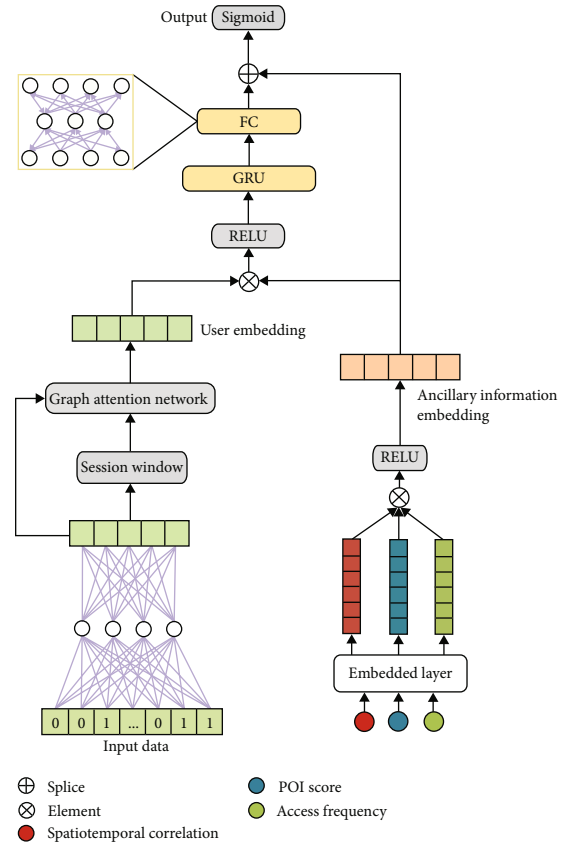 Output
Sigmoid
FC
GRU
RELU
User embedding
Graph attention network
Ancillary information
embedding
Session window
RELU
Embedded layer
0 0 1 ... 0 1 1
Input data
Splice
Element
Spatiotemporal correlation
POI score
Access frequency